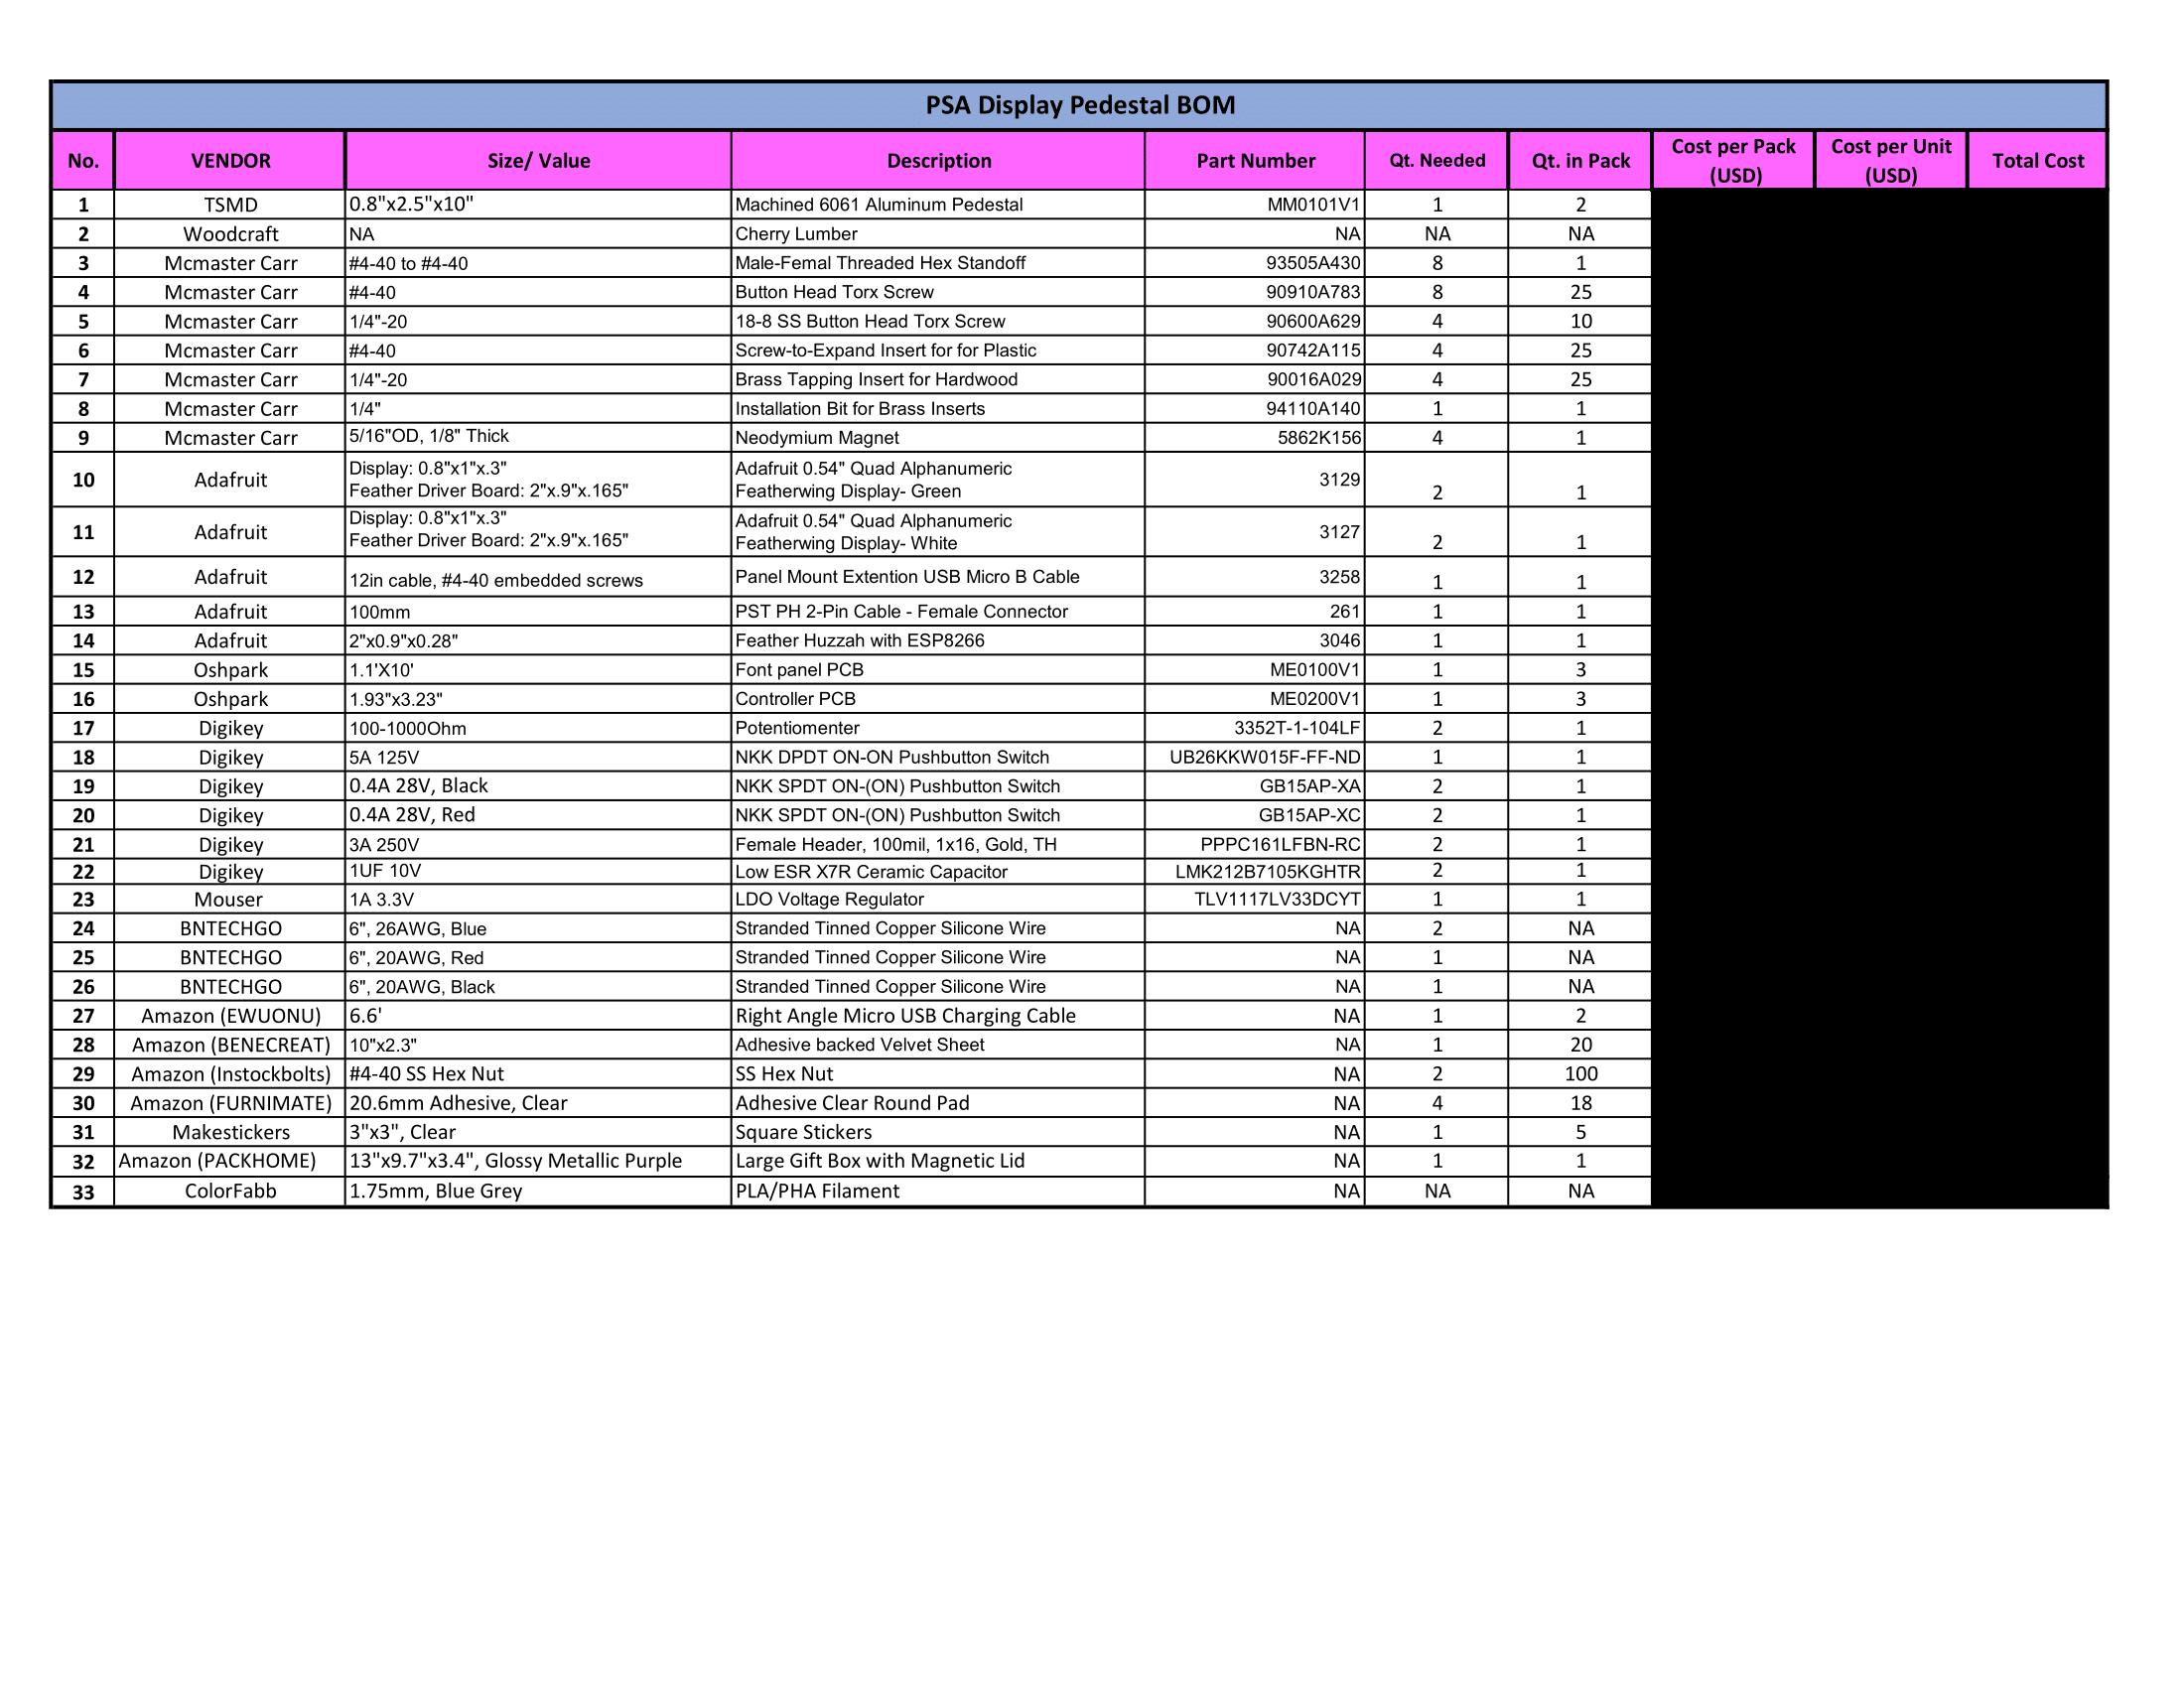 PSA Display Pedestal BOM
No. VENDOR Size/ Value Description Part Number Qt. Needed Qt. in Pack Cost per Pack (USD) Cost per Unit (USD) Total Cost
1 TSMD 0.8"x2.5"x10" Machined 6061 Aluminum Pedestal MM0101V1 1 2
2 Woodcraft NA Cherry Lumber NA NA NA
3 Mcmaster Carr #4-40 to #4-40 Male-Femal Threaded Hex Standoff 93505A430 8 1
4 Mcmaster Carr #4-40 Button Head Torx Screw 90910A783 8 25
5 Mcmaster Carr 1/4"-20 18-8 SS Button Head Torx Screw 90600A629 4 10
6 Mcmaster Carr #4-40 Screw-to-Expand Insert for for Plastic 90742A115 4 25
7 Mcmaster Carr 1/4"-20 Brass Tapping Insert for Hardwood 90016A029 4 25
8 Mcmaster Carr 1/4" Installation Bit for Brass Inserts 94110A140 1 1
9 Mcmaster Carr 5/16"OD, 1/8" Thick Neodymium Magnet 5862K156 4 1
10 Adafruit Display: 0.8"x1"x.3" Feather Driver Board: 2"x.9"x.165" Adafruit 0.54" Quad Alphanumeric Featherwing Display- Green 3129 2 1
11 Adafruit Display: 0.8"x1"x.3" Feather Driver Board: 2"x.9"x.165" Adafruit 0.54" Quad Alphanumeric Featherwing Display- White 3127 2 1
12 Adafruit 12in cable, #4-40 embedded screws Panel Mount Extention USB Micro B Cable 3258 1 1
13 Adafruit 100mm PST PH 2-Pin Cable - Female Connector 261 1 1
14 Adafruit 2"x0.9"x0.28" Feather Huzzah with ESP8266 3046 1 1
15 Oshpark 1.1'X10' Font panel PCB ME0100V1 1 3
16 Oshpark 1.93"x3.23" Controller PCB ME0200V1 1 3
17 Digikey 100-1000Ohm Potentiomenter 3352T-1-104LF 2 1
18 Digikey 5A 125V NKK DPDT ON-ON Pushbutton Switch UB26KKW015F-FF-ND 1 1
19 Digikey 0.4A 28V, Black NKK SPDT ON-(ON) Pushbutton Switch GB15AP-XA 2 1
20 Digikey 0.4A 28V, Red NKK SPDT ON-(ON) Pushbutton Switch GB15AP-XC 2 1
21 Digikey 3A 250V Female Header, 100mil, 1x16, Gold, TH PPPC161LFBN-RC 2 1
22 Digikey 1UF 10V Low ESR X7R Ceramic Capacitor LMK212B7105KGHTR 2 1
23 Mouser 1A 3.3V LDO Voltage Regulator TLV1117LV33DCYT 1 1
24 BNTECHGO 6", 26AWG, Blue Stranded Tinned Copper Silicone Wire NA 2 NA
25 BNTECHGO 6", 20AWG, Red Stranded Tinned Copper Silicone Wire NA 1 NA
26 BNTECHGO 6", 20AWG, Black Stranded Tinned Copper Silicone Wire NA 1 NA
27 Amazon (EWUONU) 6.6' Right Angle Micro USB Charging Cable NA 1 2
28 Amazon (BENECREAT) 10"x2.3" Adhesive backed Velvet Sheet NA 1 20
29 Amazon (Instockbolts) #4-40 SS Hex Nut SS Hex Nut NA 2 100
30 Amazon (FURNIMATE) 20.6mm Adhesive, Clear Adhesive Clear Round Pad NA 4 18
31 Makestickers 3"x3", Clear Square Stickers NA 1 5
32 Amazon (PACKHOME) 13"x9.7"x3.4", Glossy Metallic Purple Large Gift Box with Magnetic Lid NA 1 1
33 ColorFabb 1.75mm, Blue Grey PLA/PHA Filament NA NA NA